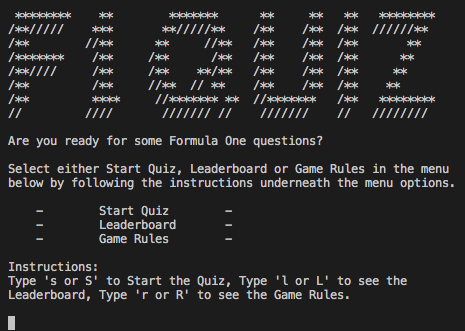 F1 QUIZ
Are you ready for some Formula One questions?
Select either Start Quiz, Leaderboard or Game Rules in the menu
below by following the instructions underneath the menu options.
– Start Quiz –
– Leaderboard –
– Game Rules –
Instructions:
Type 's or S' to Start the Quiz, Type 'l or L' to see the
Leaderboard, Type 'r or R' to see the Game Rules.